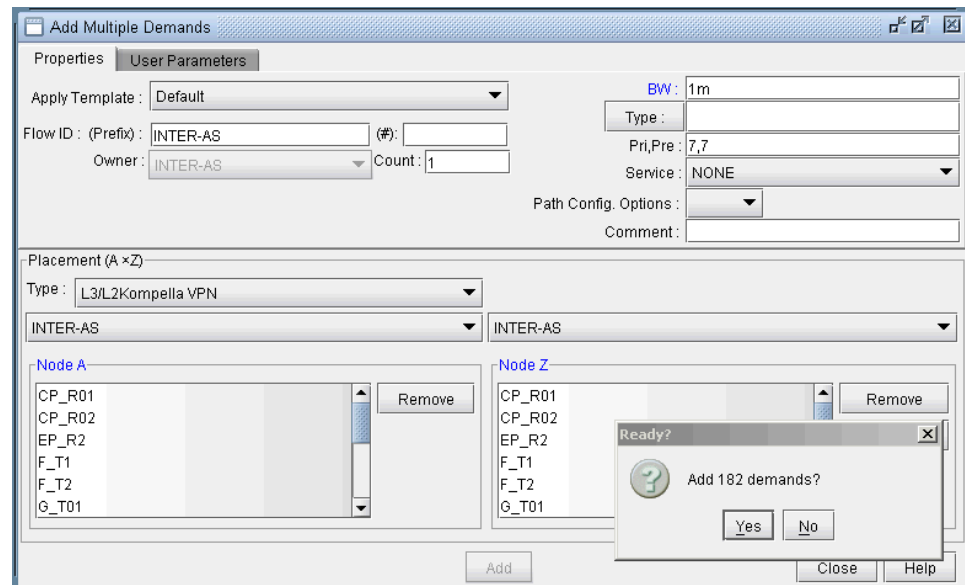 Add Multiple Demands
Properties User Parameters
Apply Template : Default
BW : 1m
Type :
Flow ID : (Prefix) : INTER-AS (#):
Pri,Pre : 7,7
Owner : INTER-AS Count : 1
Service : NONE
Path Config. Options :
Comment :
Placement (A ×Z)
Type : L3/L2Kompella VPN
INTER-AS INTER-AS
Node A Node Z
CP_R01 Remove CP_R01 Remove
CP_R02 CP_R02
EP_R2 EP_R2
F_T1 F_T1
F_T2 F_T2
G_T01 G_T01
Ready?
Add 182 demands?
Yes No
Add Close Help